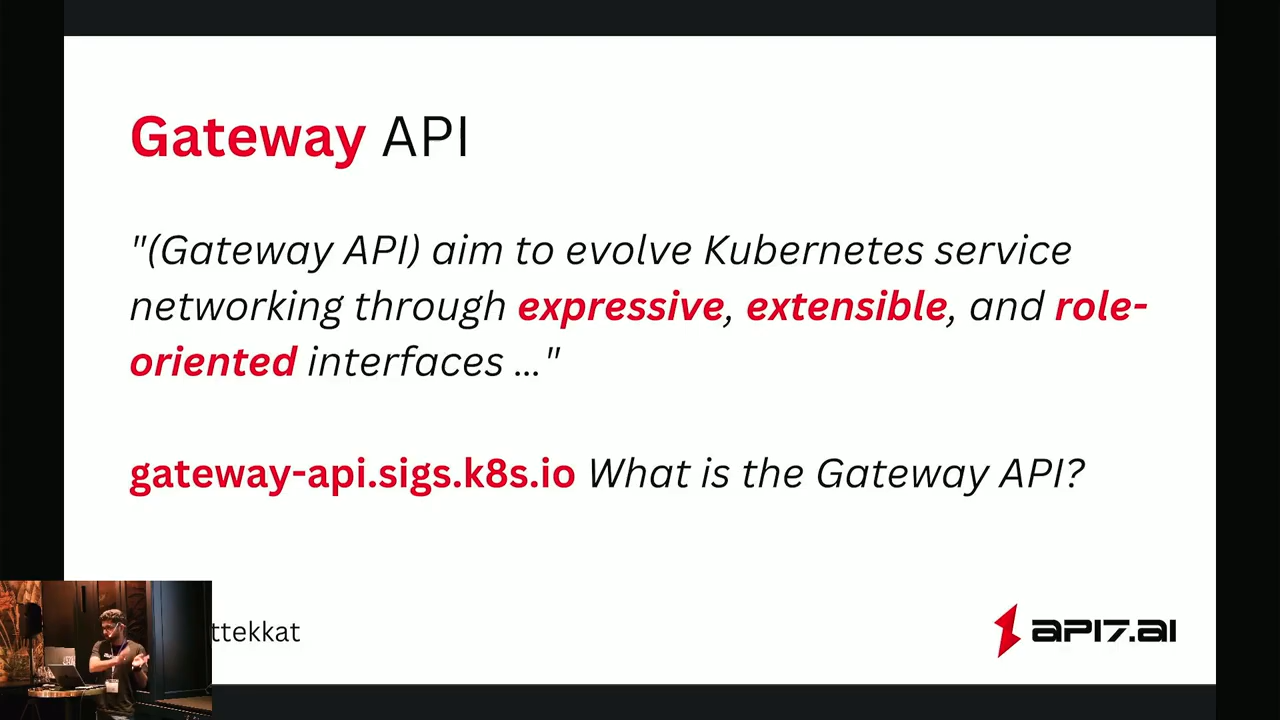 Gateway API
"(Gateway API) aim to evolve Kubernetes service
networking through expressive, extensible, and role-
oriented interfaces ..."
gateway-api.sigs.k8s.io What is the Gateway API?
ttekkat
API7.AI